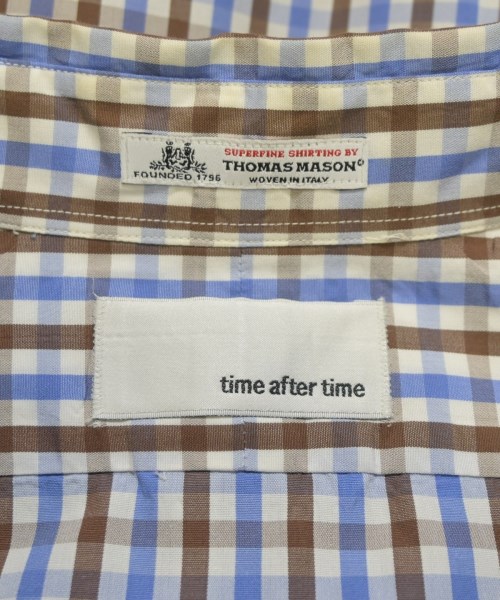 FOUNDED 1796
SUPERFINE SHIRTING BY
THOMAS MASON©
WOVEN IN ITALY
time after time